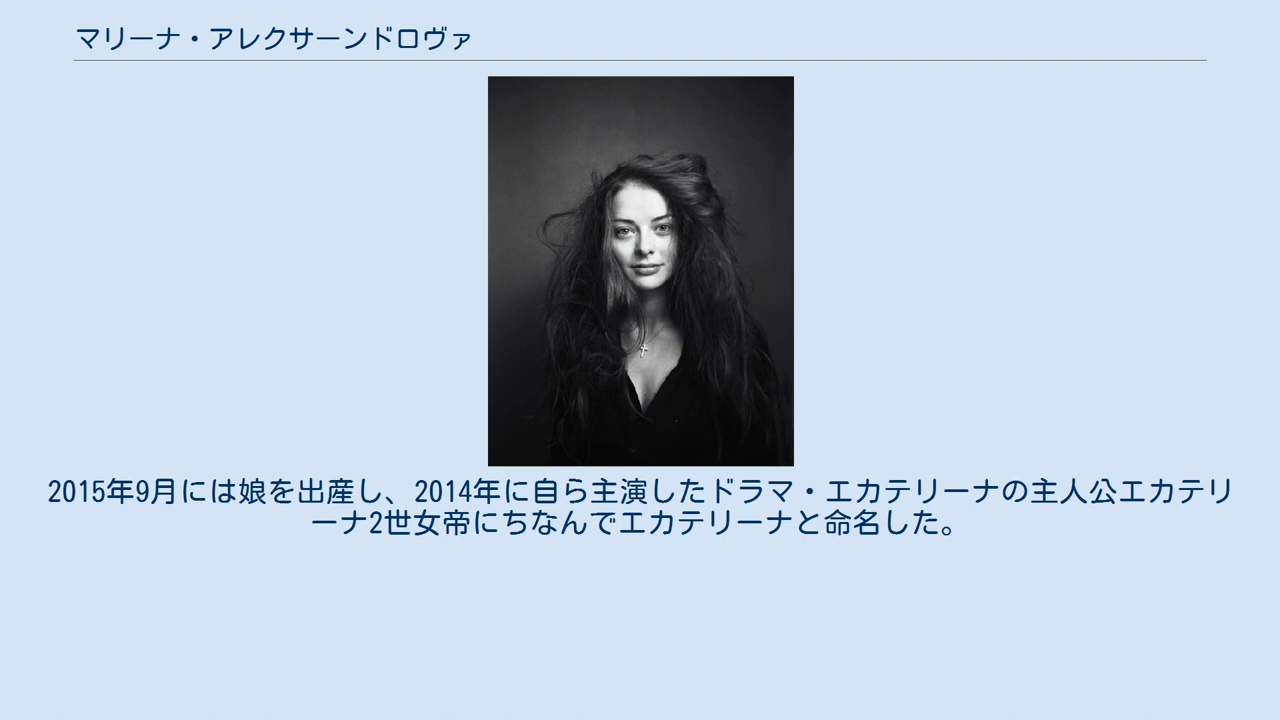 マリーナ・アレクサーンドロヴァ
2015年9月には娘を出産し、2014年に自ら主演したドラマ・エカテリーナの主人公エカテリ
ーナ2世女帝にちなんでエカテリーナと命名した。